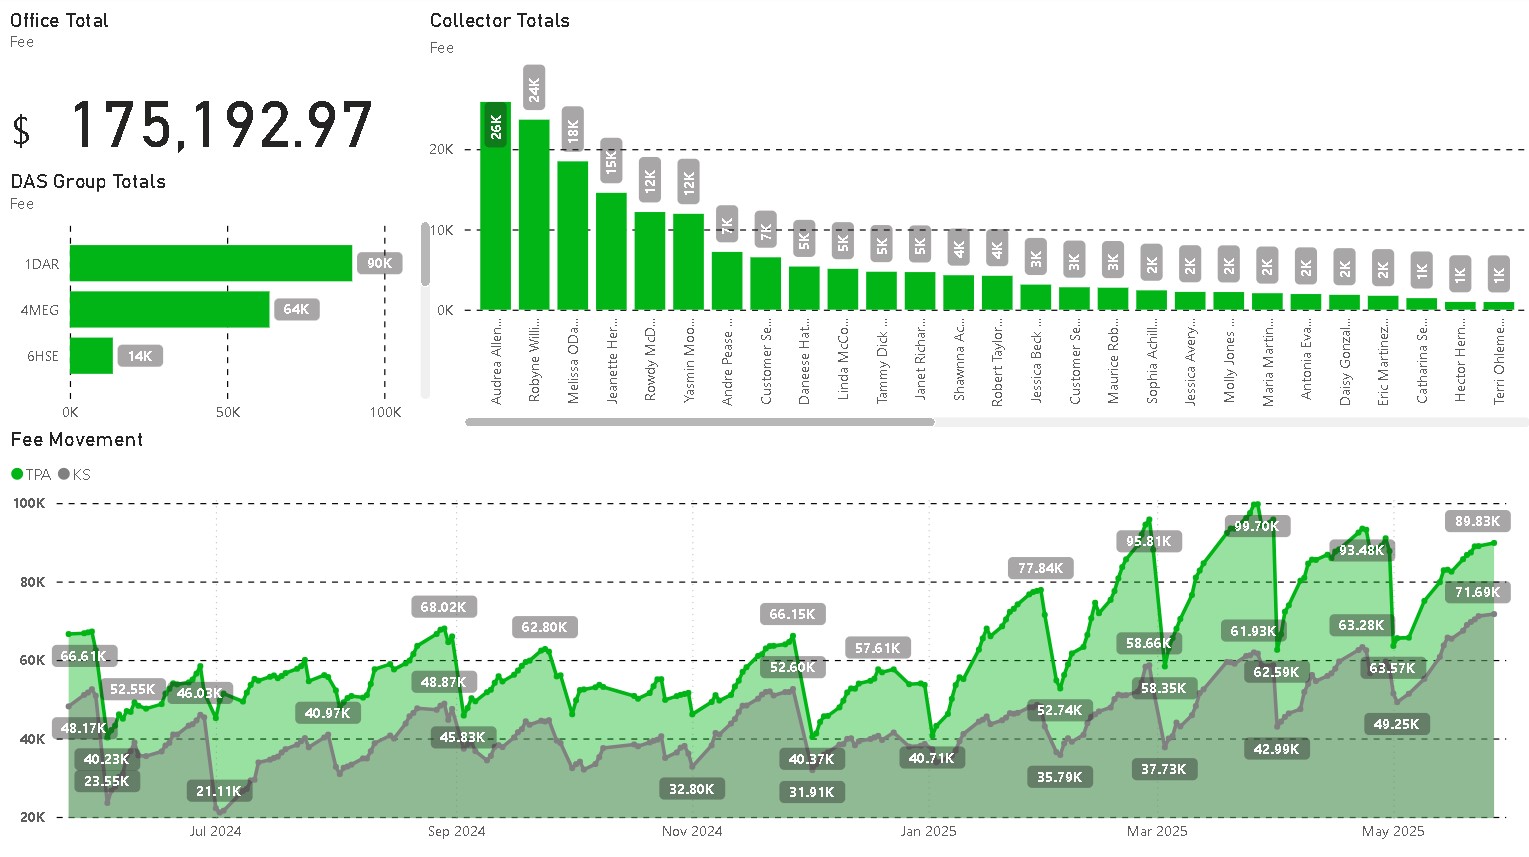 Office Total
Fee
$ 175,192.97
DAS Group Totals
Fee
1DAR 90K
4MEG 64K
6HSE 14K
0K 50K 100K
Collector Totals
Fee
20K
10K
0K
26K 24K 18K 15K 12K 12K 7K 7K 5K 5K 5K 5K 4K 4K 3K 3K 3K 2K 2K 2K 2K 2K 2K 2K 1K 1K 1K
Audrea Allen...
Robyne Willi...
Melissa ODa...
Jeanette Her...
Rowdy McD...
Yasmin Moo...
Andre Pease ...
Customer Se...
Daneese Hat...
Linda McCo...
Tammy Dick ...
Janet Richar...
Shawnna Ac...
Robert Taylor...
Jessica Beck ...
Customer Se...
Maurice Rob...
Sophia Achill...
Jessica Avery...
Molly Jones ...
Maria Martin...
Antonia Eva...
Daisy Gonzal...
Eric Martinez...
Catharina Se...
Hector Hern...
Terri Ohleme...
Fee Movement
TPA KS
100K
80K
60K
40K
20K
66.61K 52.55K 46.03K 40.97K 68.02K 48.87K 62.80K 66.15K 52.60K 57.61K 77.84K 95.81K 58.66K 99.70K 61.93K 93.48K 63.28K 89.83K 71.69K
48.17K 40.23K 23.55K 21.11K 45.83K 32.80K 40.37K 31.91K 40.71K 52.74K 35.79K 58.35K 37.73K 62.59K 42.99K 63.57K 49.25K
Jul 2024 Sep 2024 Nov 2024 Jan 2025 Mar 2025 May 2025